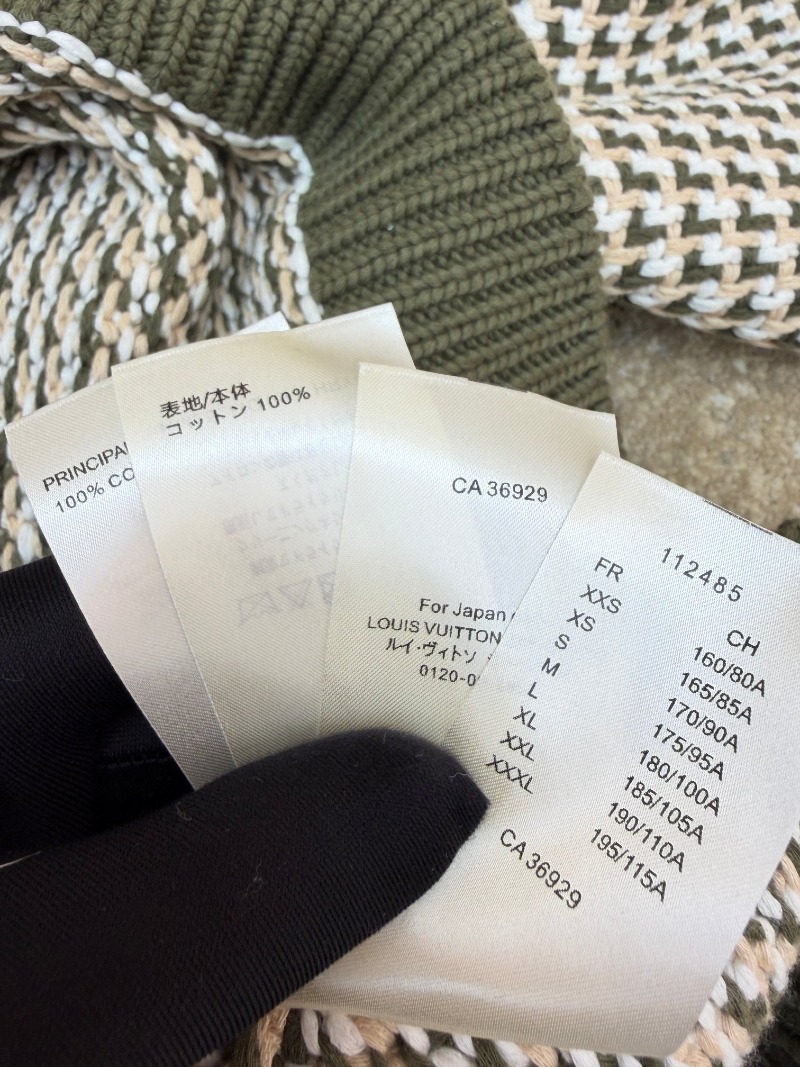 PRINCIPAL
100% CO
表地/本体
コットン 100%
CA 36929
For Japan
LOUIS VUITTON
ルイ・ヴィトン
0120-0
112485
FR
XXS
XS
S
M
L
XL
XXL
XXXL
CH
160/80A
165/85A
170/90A
175/95A
180/100A
185/105A
190/110A
195/115A
CA 36929